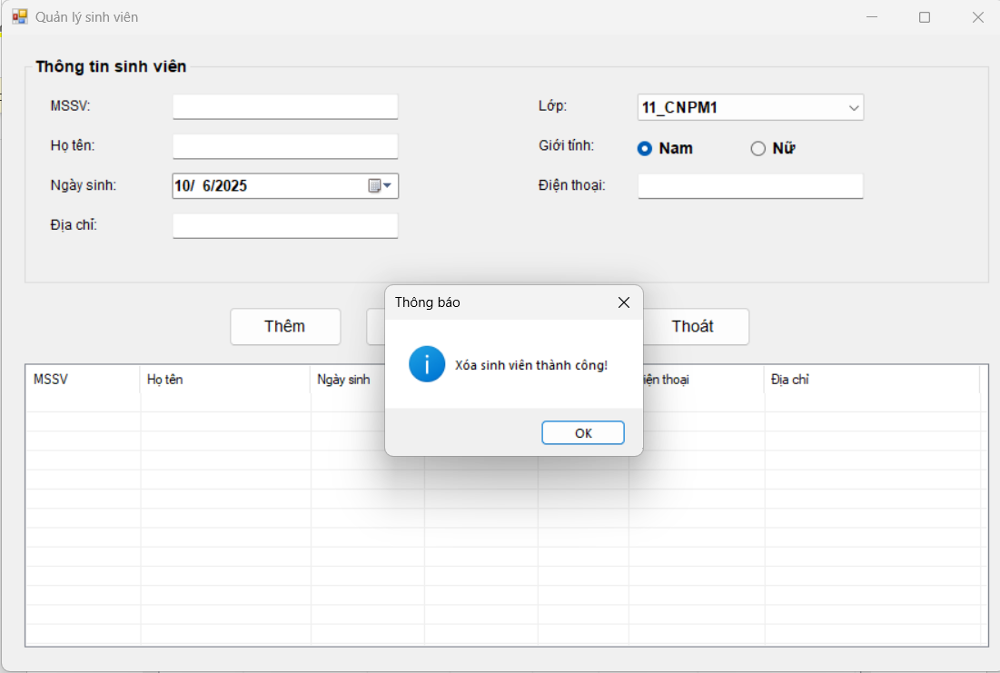 Quản lý sinh viên
Thông tin sinh viên
MSSV:
Lớp: 11_CNPM1
Họ tên:
Giới tính: Nam Nữ
Ngày sinh: 10/ 6/2025
Điện thoại:
Địa chỉ:
Thông báo
Thêm
Thoát
Xóa sinh viên thành công!
MSSV Họ tên Ngày sinh iện thoại Địa chỉ
OK